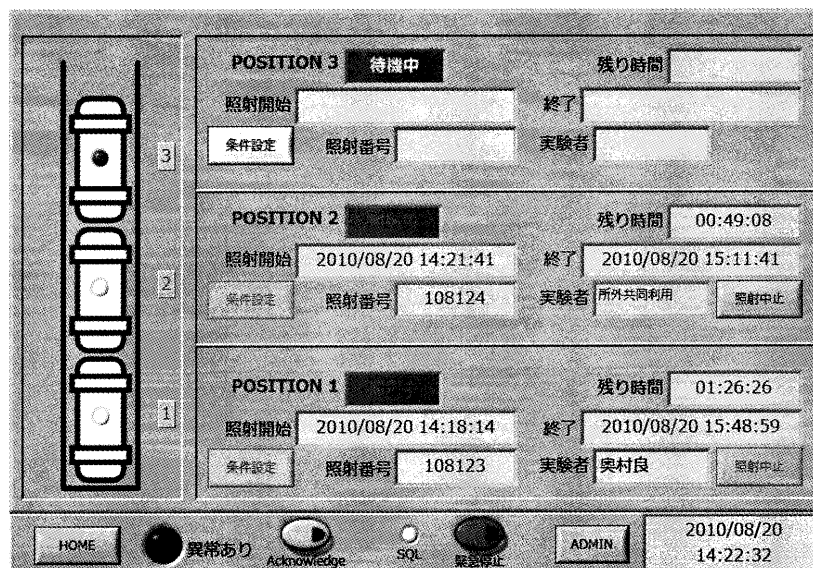 POSITION 3 待機中 残り時間
照射開始 終了
3 条件設定 照射番号 実験者
POSITION 2 残り時間 00:49:08
2 照射開始 2010/08/20 14:21:41 終了 2010/08/20 15:11:41
条件設定 照射番号 108124 実験者 所外共同利用 照射中止
POSITION 1 残り時間 01:26:26
1 照射開始 2010/08/20 14:18:14 終了 2010/08/20 15:48:59
条件設定 照射番号 108123 実験者 奥村良 照射中止
HOME 異常あり Acknowledge SQL 緊急停止 ADMIN 2010/08/20
14:22:32